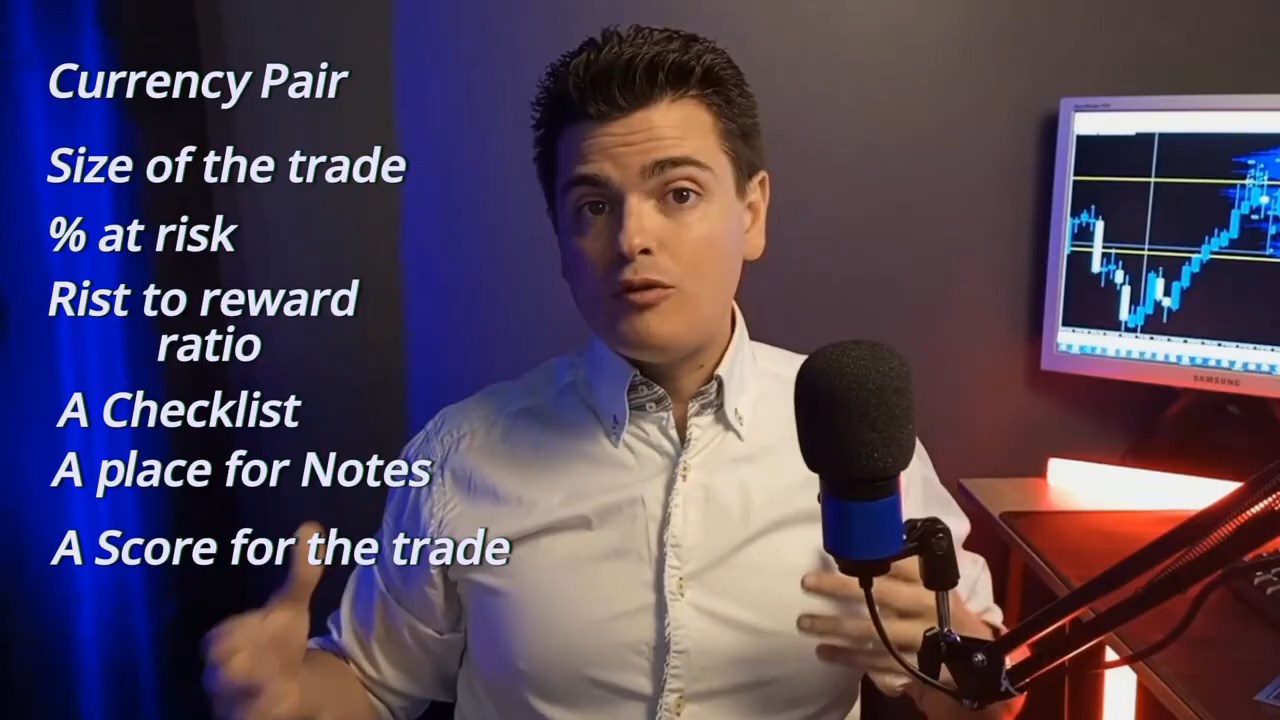 Currency Pair
Size of the trade
% at risk
Rist to reward
ratio
A Checklist
A place for Notes
A Score for the trade
SAMSUNG